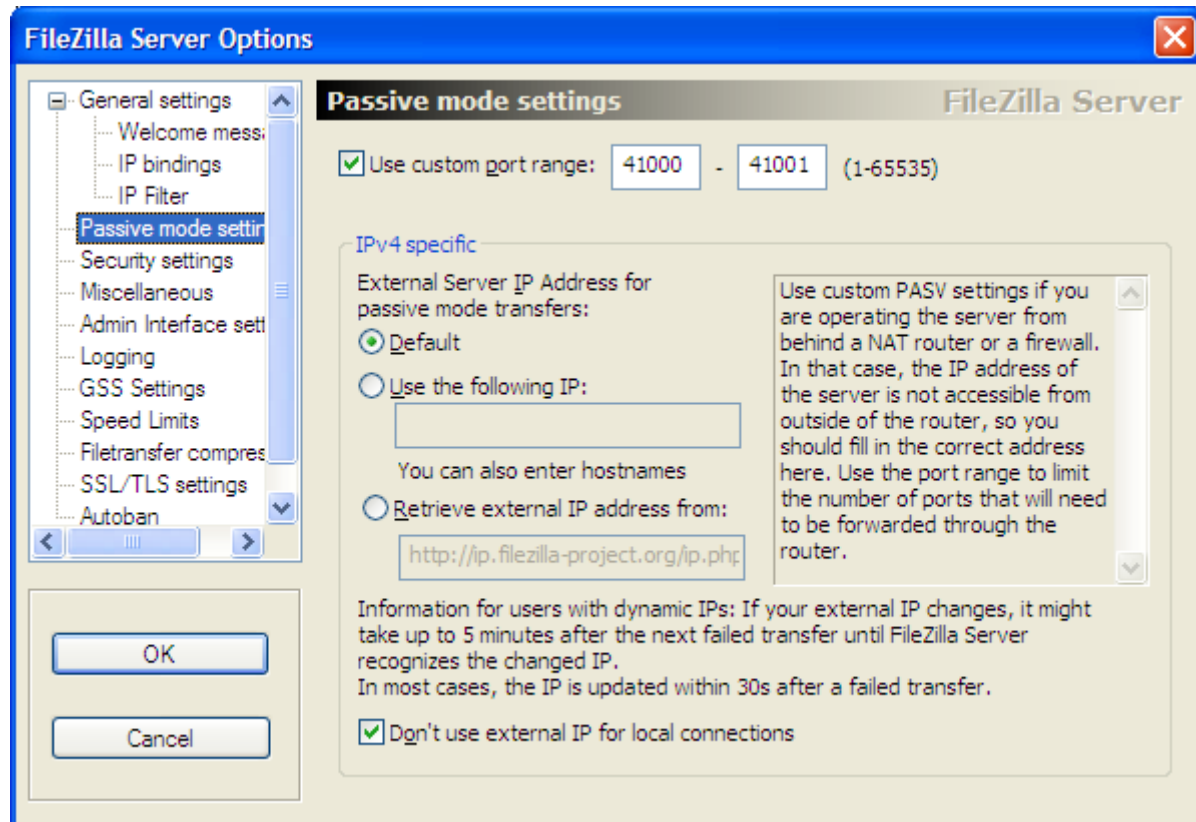 FileZilla Server Options
General settings
Welcome messa
IP bindings
IP Filter
Passive mode settin
Security settings
Miscellaneous
Admin Interface sett
Logging
GSS Settings
Speed Limits
Filetransfer compres
SSL/TLS settings
Autoban
OK
Cancel
Passive mode settings
FileZilla Server
Use custom port range: 41000 - 41001 (1-65535)
IPv4 specific
External Server IP Address for
passive mode transfers:
Default
Use the following IP:
You can also enter hostnames
Retrieve external IP address from:
http://ip.filezilla-project.org/ip.php
Use custom PASV settings if you
are operating the server from
behind a NAT router or a firewall.
In that case, the IP address of
the server is not accessible from
outside of the router, so you
should fill in the correct address
here. Use the port range to limit
the number of ports that will need
to be forwarded through the
router.
Information for users with dynamic IPs: If your external IP changes, it might
take up to 5 minutes after the next failed transfer until FileZilla Server
recognizes the changed IP.
In most cases, the IP is updated within 30s after a failed transfer.
Don't use external IP for local connections